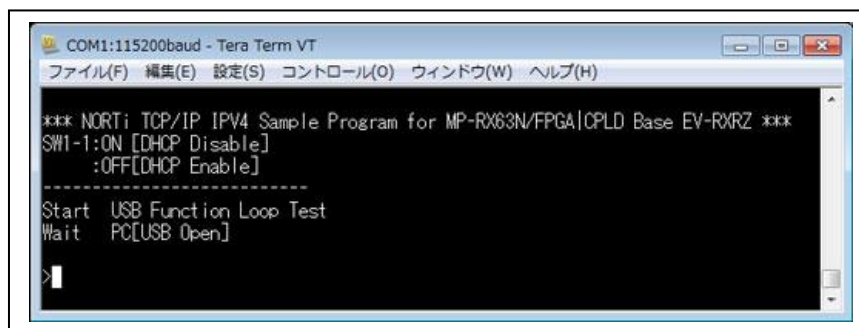 COM1:115200baud - Tera Term VT
ファイル(F) 編集(E) 設定(S) コントロール(O) ウィンドウ(W) ヘルプ(H)
*** NORTi TCP/IP IPV4 Sample Program for MP-RX63N/FPGA|CPLD Base EV-RXRZ ***
SW1-1:ON [DHCP Disable]
:OFF[DHCP Enable]
----------------------------
Start USB Function Loop Test
Wait PC[USB Open]
>